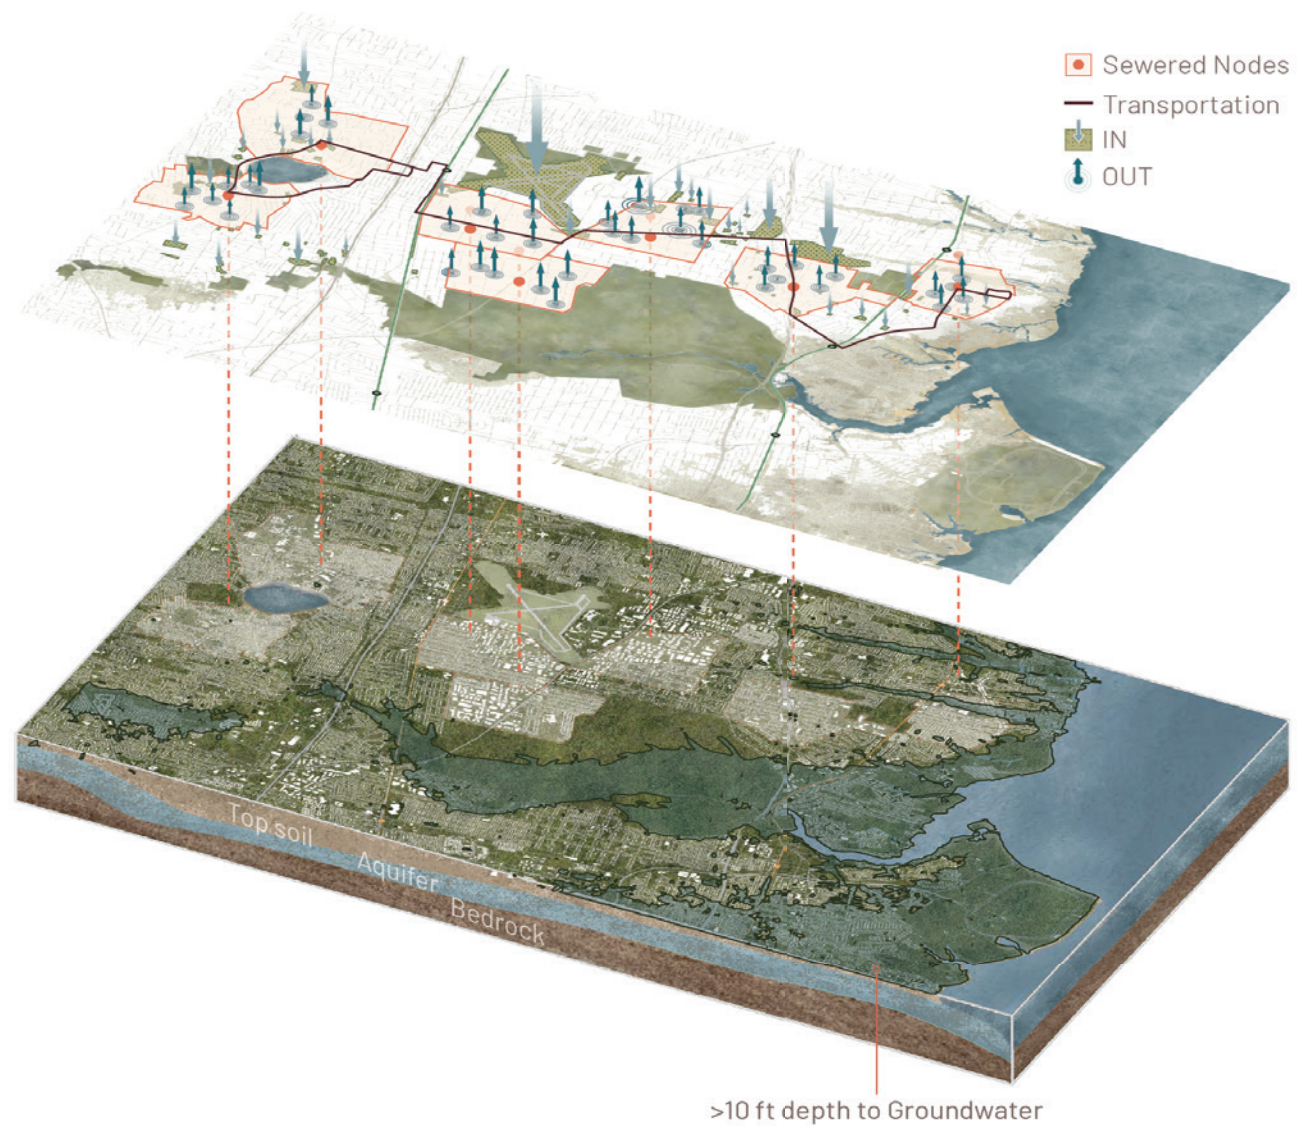 Sewered Nodes
Transportation
IN
OUT
Top soil
Aquifer
Bedrock
>10 ft depth to Groundwater